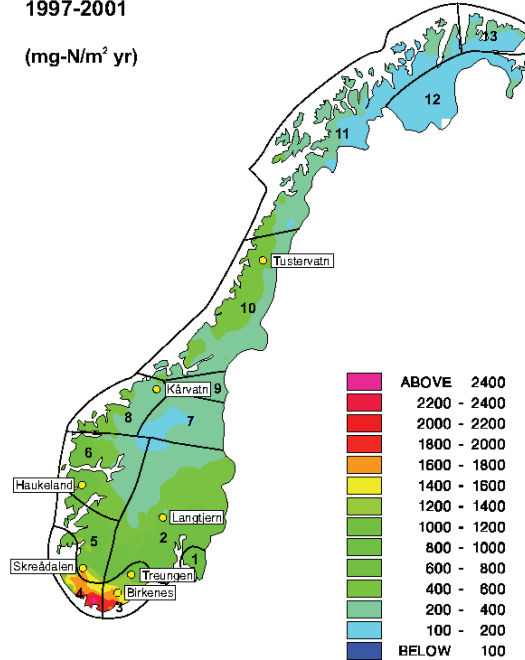 1997-2001
(mg-N/m² yr)
13
12
11
Tustervatn
10
Kårvatn
9
8
7
6
Haukeland
Langtjern
2
5
1
Skreådalen
Treungen
4
Birkenes
3
ABOVE 2400
2200 - 2400
2000 - 2200
1800 - 2000
1600 - 1800
1400 - 1600
1200 - 1400
1000 - 1200
800 - 1000
600 - 800
400 - 600
200 - 400
100 - 200
BELOW 100